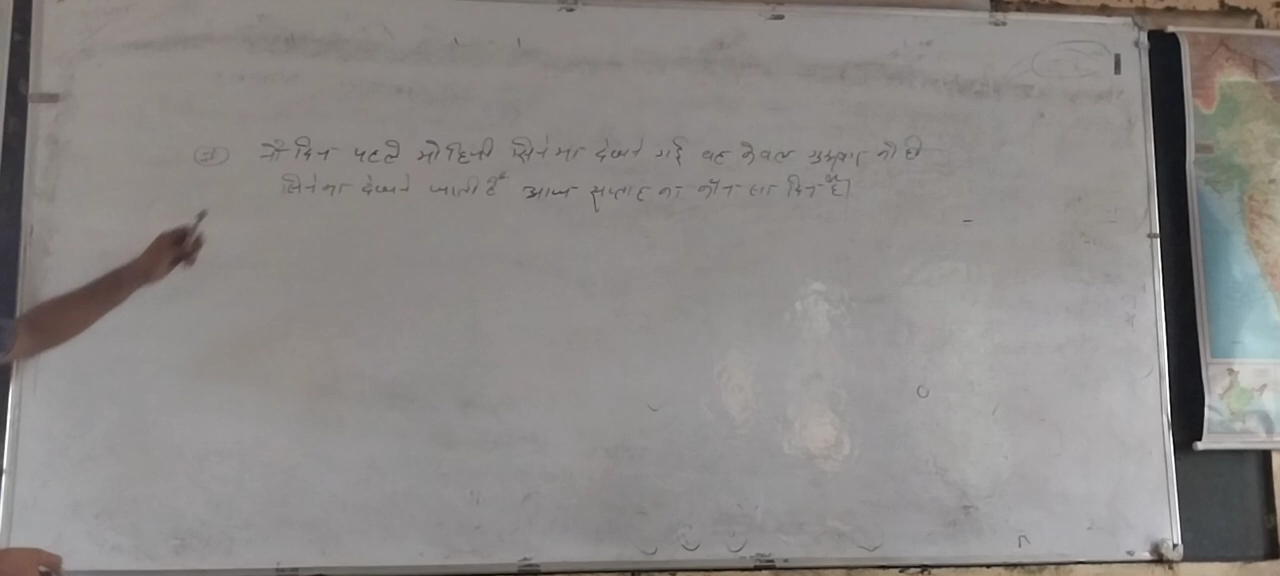 नौ दिन पहले मोहिनी सिनेमा देखने गई वह केवल गुरुवार को ही
सिनेमा देखने जाती हैं आज सप्ताह का कौन सा दिन है।